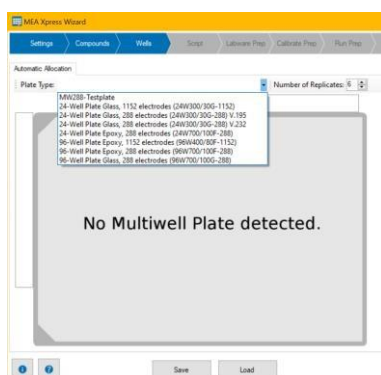 MEA Xpress Wizard
Settings Compounds Wells Script Labware Prep Calibrate Prep Run Prep
Automatic Allocation
Plate Type: Number of Replicates: 6
MW288-Testplate
24-Well Plate Glass, 1152 electrodes (24W300/30G-1152)
24-Well Plate Glass, 288 electrodes (24W300/30G-288) V.195
24-Well Plate Glass, 288 electrodes (24W300/30G-288) V.232
24-Well Plate Epoxy, 288 electrodes (24W700/100F-288)
96-Well Plate Epoxy, 1152 electrodes (96W400/80F-1152)
96-Well Plate Epoxy, 288 electrodes (96W700/100F-288)
96-Well Plate Glass, 288 electrodes (96W700/100G-288)
No Multiwell Plate detected.
Save Load